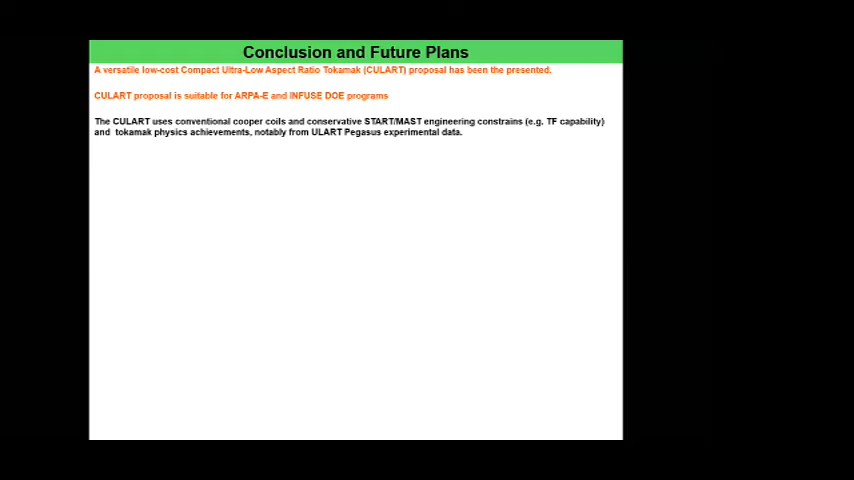 Conclusion and Future Plans
A versatile low-cost Compact Ultra-Low Aspect Ratio Tokamak (CULART) proposal has been the presented.
CULART proposal is suitable for ARPA-E and INFUSE DOE programs
The CULART uses conventional cooper coils and conservative START/MAST engineering constrains (e.g. TF capability)
and tokamak physics achievements, notably from ULART Pegasus experimental data.